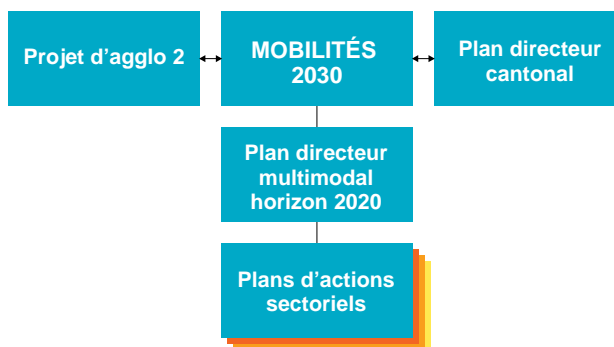 Projet d'agglo 2
MOBILITÉS
2030
Plan directeur
cantonal
Plan directeur
multimodal
horizon 2020
Plans d'actions
sectoriels